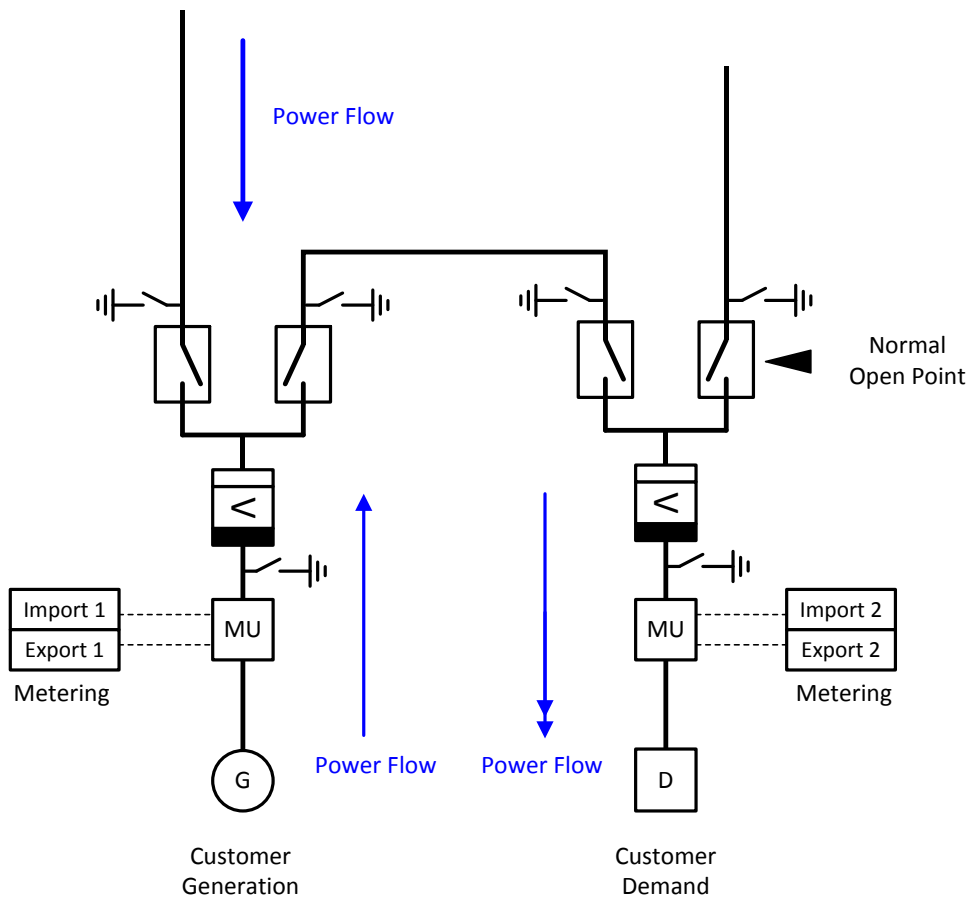 Power Flow
Normal
Open Point
<
<
Import 1
Export 1
Metering
MU
MU
Import 2
Export 2
Metering
Power Flow
Power Flow
G
D
Customer
Generation
Customer
Demand